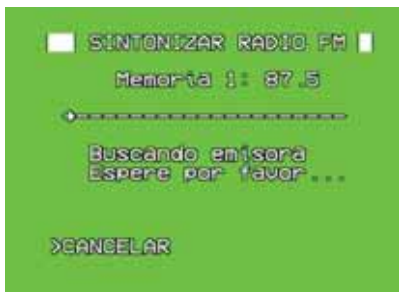 SINTONIZAR RADIO FM
Memoria 1: 87.5
Buscando emisora
Espere por favor...
>CANCELAR